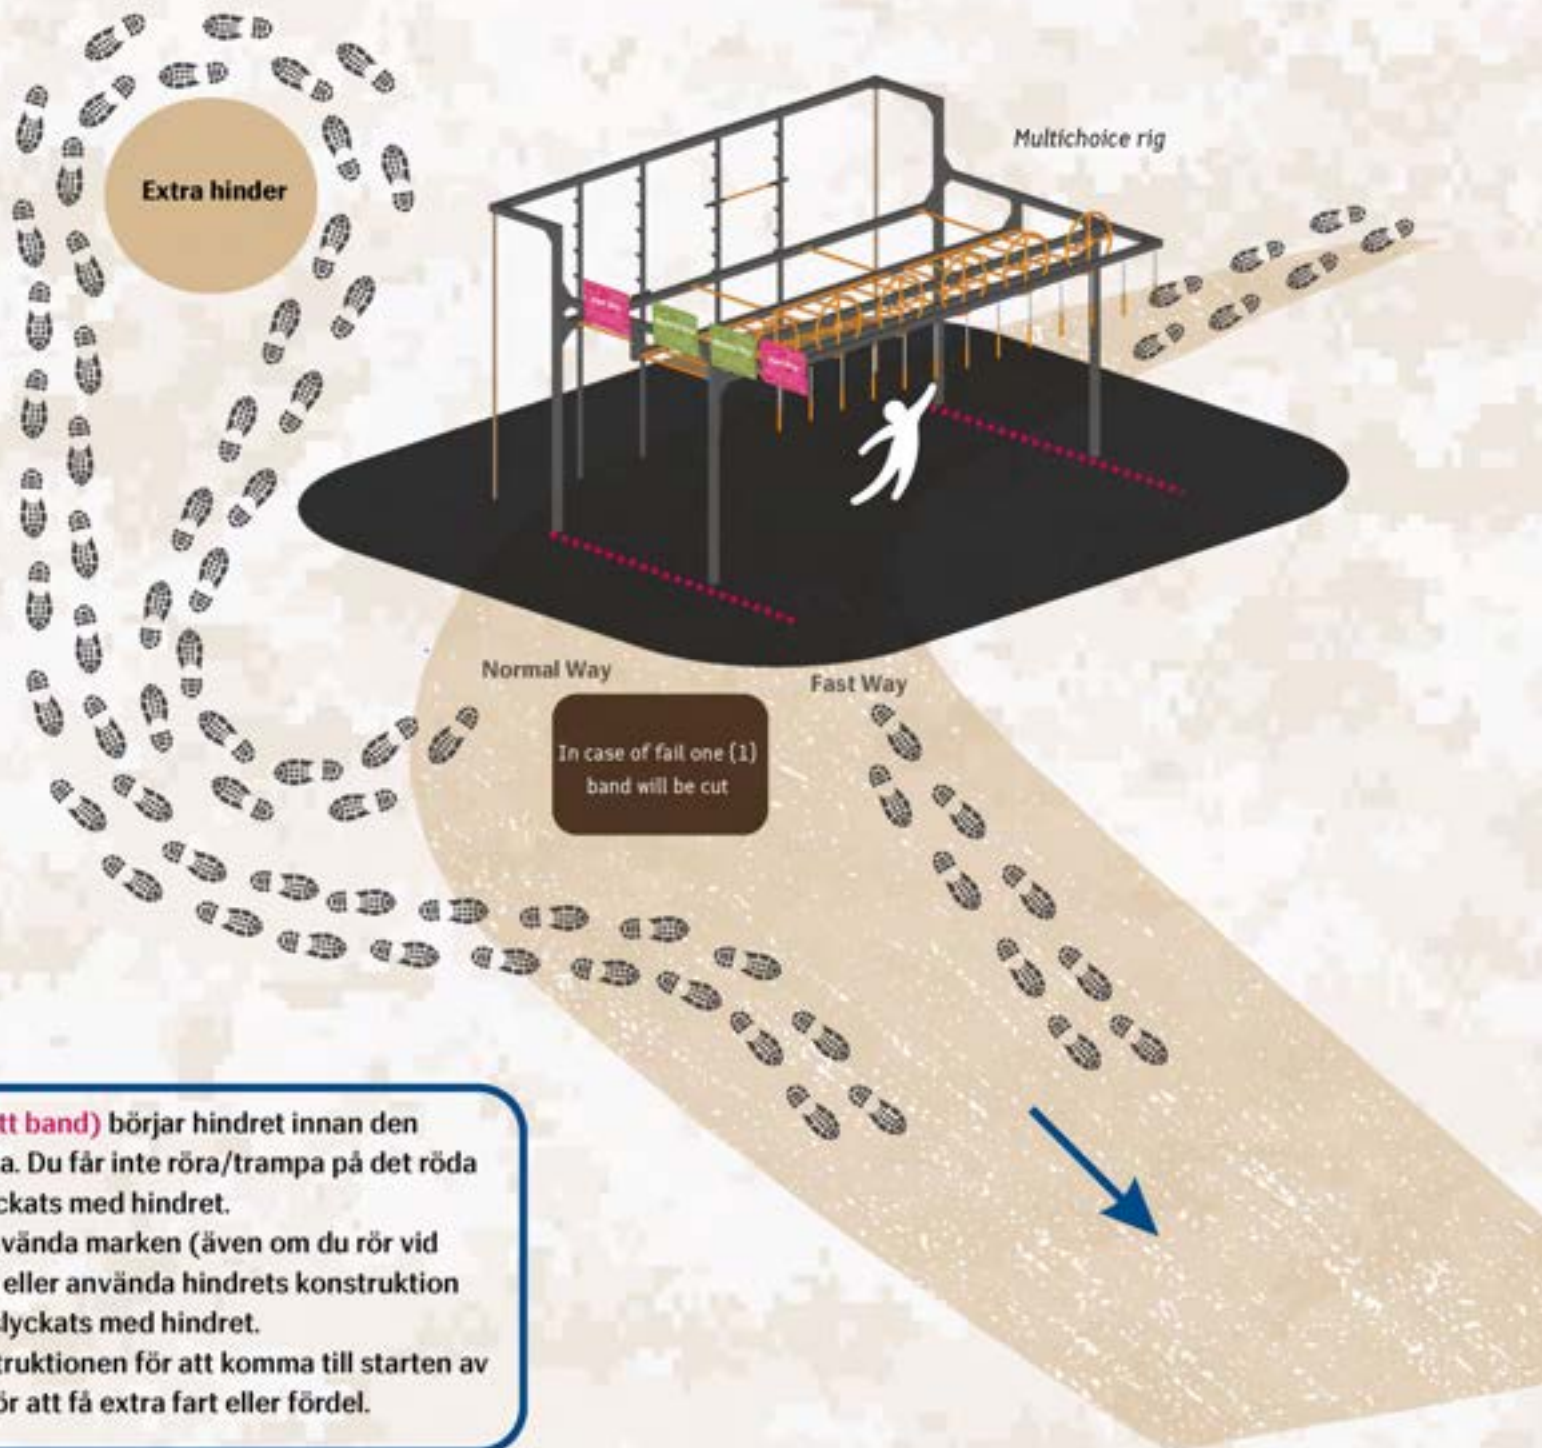 Extra hinder
Multichoice rig
Normal Way
Fast Way
In case of fail one (1)
band will be cut
tt band) börjar hindret innan den
a. Du får inte röra/trampa på det röda
ckats med hindret.
vända marken (även om du rör vid
eller använda hindrets konstruktion
lyckats med hindret.
truktionen för att komma till starten av
ör att få extra fart eller fördel.